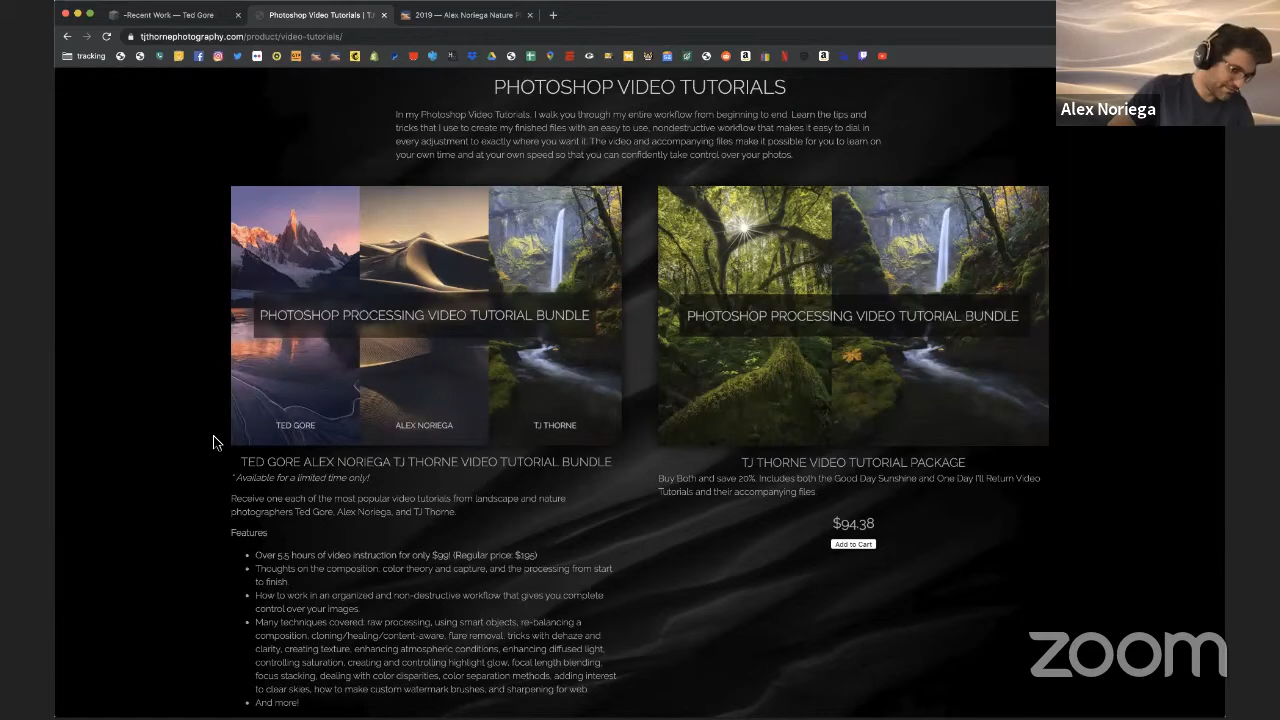 -Recent Work — Ted Gore
Photoshop Video Tutorials | TJ
2019 — Alex Noriega Nature P
tjthornephotography.com/product/video-tutorials/
tracking
Alex Noriega
PHOTOSHOP VIDEO TUTORIALS
In my Photoshop Video Tutorials, I walk you through my entire workflow from beginning to end. Learn the tips and
tricks that I use to create my finished files with an easy to use, nondestructive workflow that makes it easy to dial in
every adjustment to exactly where you want it. The video and accompanying files make it possible for you to learn on
your own time and at your own speed so that you can confidently take control over your photos.
PHOTOSHOP PROCESSING VIDEO TUTORIAL BUNDLE
TED GORE
ALEX NORIEGA
TJ THORNE
PHOTOSHOP PROCESSING VIDEO TUTORIAL BUNDLE
TED GORE ALEX NORIEGA TJ THORNE VIDEO TUTORIAL BUNDLE
* Available for a limited time only!
Receive one each of the most popular video tutorials from landscape and nature
photographers Ted Gore, Alex Noriega, and TJ Thorne.
Features
Over 5.5 hours of video instruction for only $99! (Regular price: $195)
Thoughts on the composition, color theory and capture, and the processing from start
to finish.
How to work in an organized and non-destructive workflow that gives you complete
control over your images.
Many techniques covered: raw processing, using smart objects, re-balancing a
composition, cloning/healing/content-aware, flare removal, tricks with dehaze and
clarity, creating texture, enhancing atmospheric conditions, enhancing diffused light,
controlling saturation, creating and controlling highlight glow, focal length blending,
focus stacking, dealing with color disparities, color separation methods, adding interest
to clear skies, how to make custom watermark brushes, and sharpening for web.
And more!
TJ THORNE VIDEO TUTORIAL PACKAGE
Buy Both and save 20%. Includes both the Good Day Sunshine and One Day I'll Return Video
Tutorials and their accompanying files.
$94.38
Add to Cart
zoom